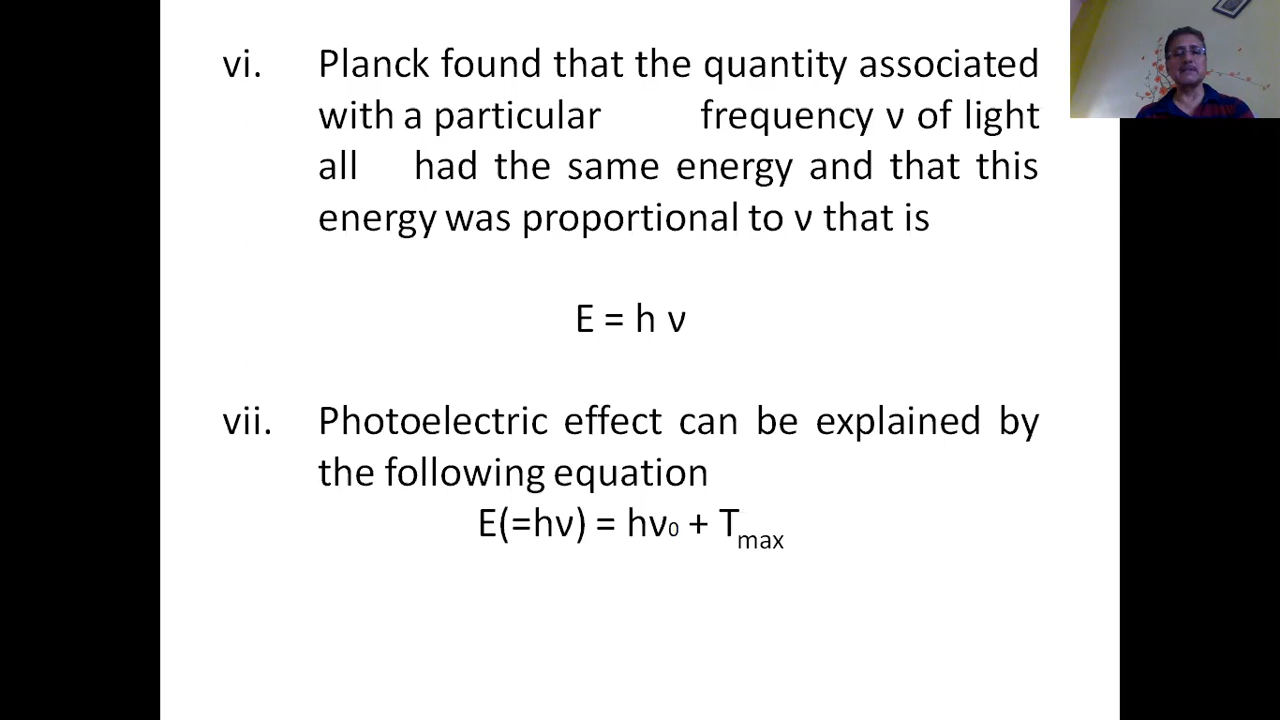 vi. Planck found that the quantity associated
with a particular frequency ν of light
all had the same energy and that this
energy was proportional to ν that is
E = h ν
vii. Photoelectric effect can be explained by
the following equation
E(=hν) = hν₀ + Tmax